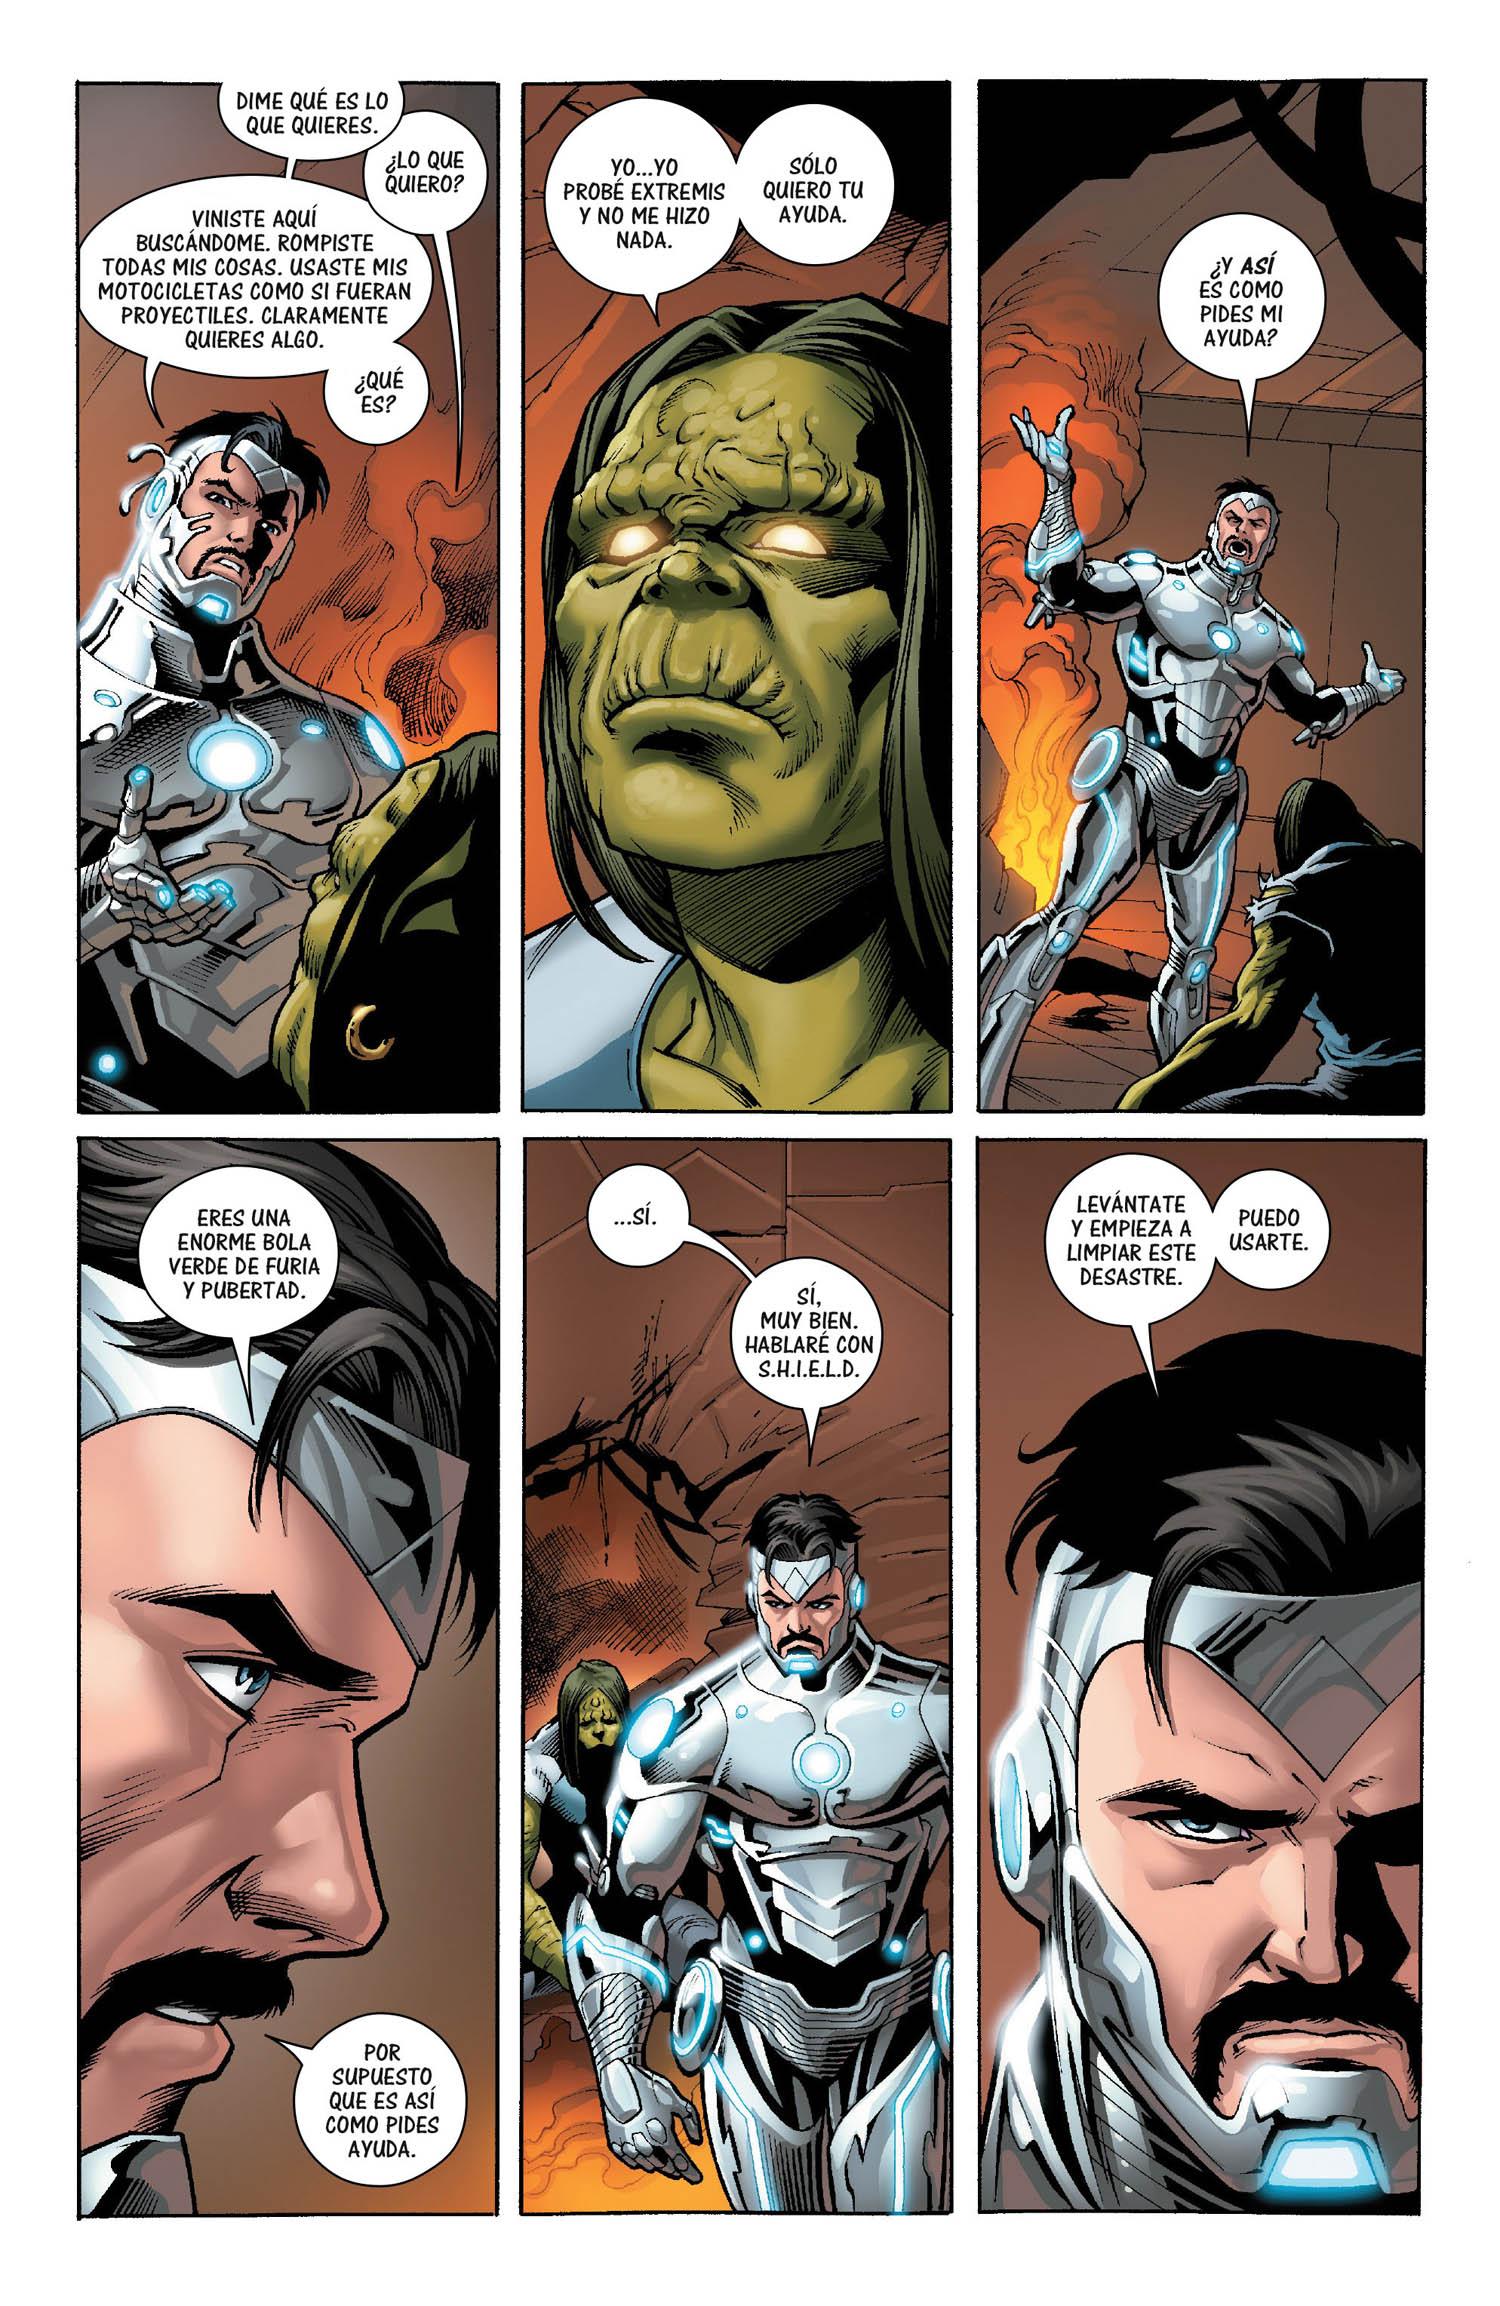 DIME QUÉ ES LO
QUE QUIERES.
¿LO QUE
QUIERO?
VINISTE AQUÍ
BUSCÁNDOME. ROMPISTE
TODAS MIS COSAS. USASTE MIS
MOTOCICLETAS COMO SI FUERAN
PROYECTILES. CLARAMENTE
QUIERES ALGO.
¿QUÉ
ES?
YO...YO
PROBÉ EXTREMIS
Y NO ME HIZO
NADA.
SÓLO
QUIERO TU
AYUDA.
¿Y ASÍ
ES COMO
PIDES MI
AYUDA?
ERES UNA
ENORME BOLA
VERDE DE FURIA
Y PUBERTAD.
POR
SUPUESTO
QUE ES ASÍ
COMO PIDES
AYUDA.
...SÍ.
SÍ,
MUY BIEN.
HABLARÉ CON
S.H.I.E.L.D.
LEVÁNTATE
Y EMPIEZA A
LIMPIAR ESTE
DESASTRE.
PUEDO
USARTE.